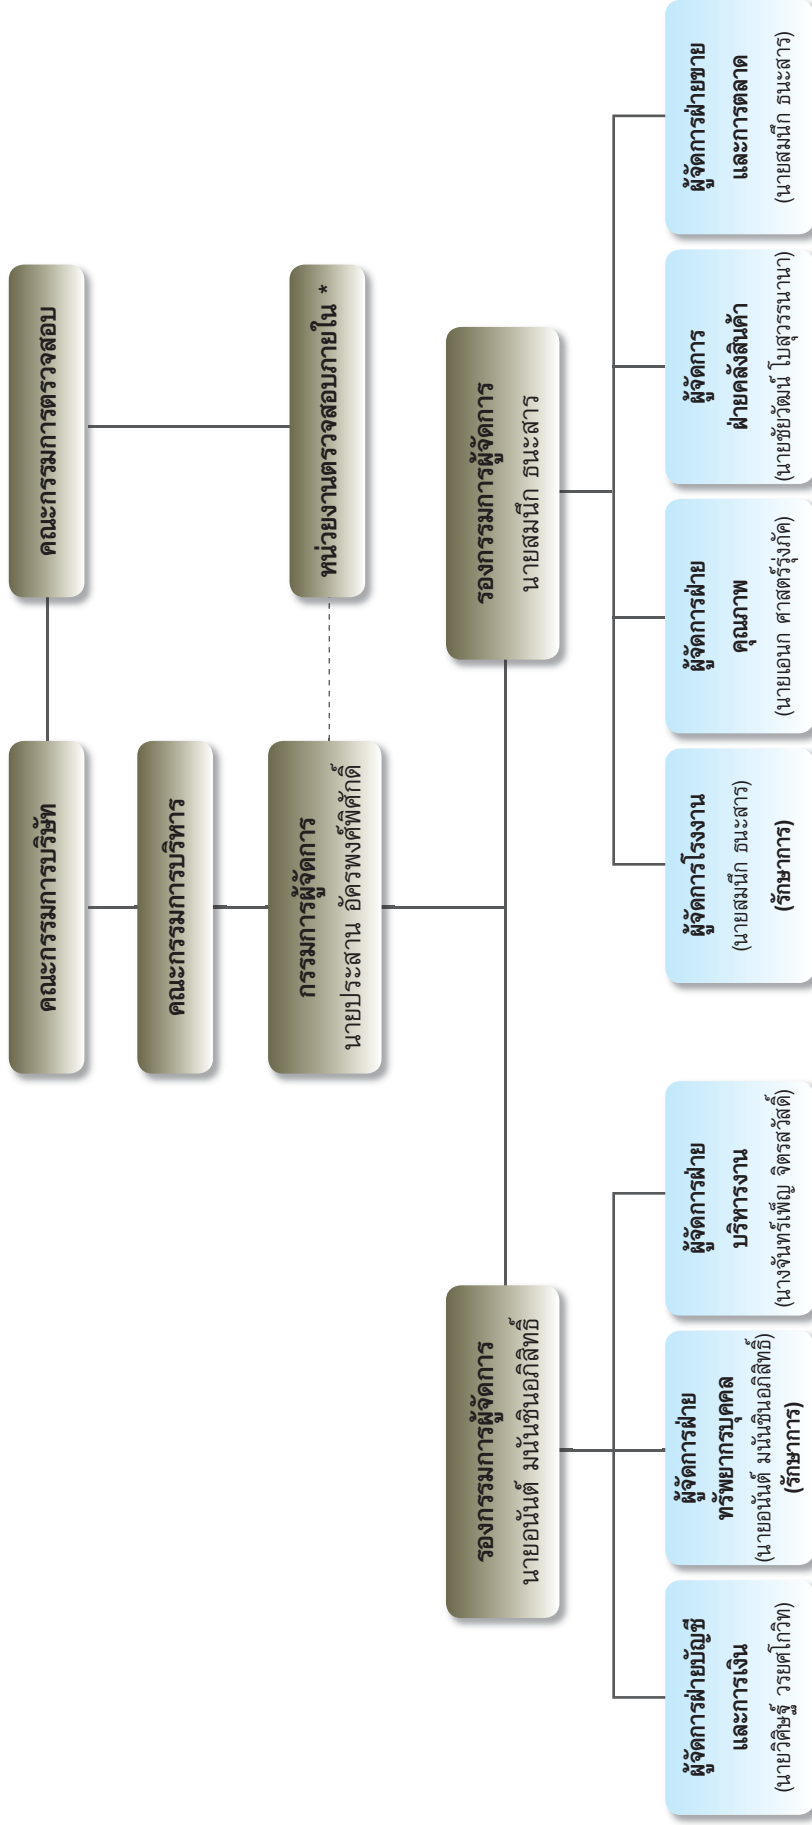 คณะกรรมการบริษัท
คณะกรรมการตรวจสอบ
คณะกรรมการบริหาร
กรรมการผู้จัดการ
นายประสาน อัครพงศ์พิศักดิ์
หน่วยงานตรวจสอบภายใน *
รองกรรมการผู้จัดการ
นายอนันต์ มนันชินอภิสิทธิ์
รองกรรมการผู้จัดการ
นายสมนึก ธนะสาร
ผู้จัดการฝ่ายบัญชี
และการเงิน
(นายวิศิษฐ์ วรยศโกวิท)
ผู้จัดการฝ่าย
ทรัพยากรบุคคล
(นายอนันต์ มนันชินอภิสิทธิ์)
(รักษาการ)
ผู้จัดการฝ่าย
บริหารงาน
(นางจันทร์เพ็ญ จิตรสวัสดิ์)
ผู้จัดการโรงงาน
(นายสมนึก ธนะสาร)
(รักษาการ)
ผู้จัดการฝ่าย
คุณภาพ
(นายเอนก ศาสตร์รุ่งภัค)
ผู้จัดการ
ฝ่ายคลังสินค้า
(นายชัยวัฒน์ โบสุวรรนานา)
ผู้จัดการฝ่ายขาย
และการตลาด
(นายสมนึก ธนะสาร)